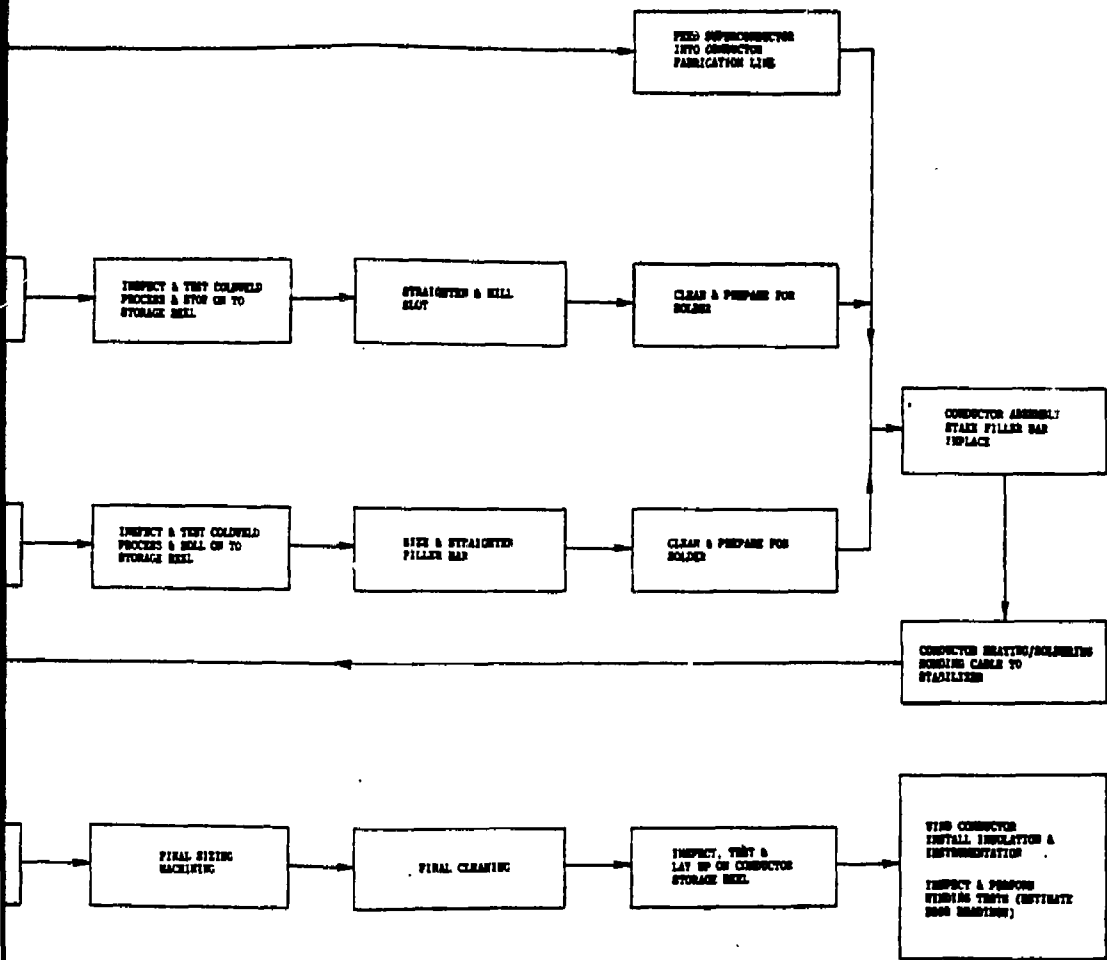 FEED SUPERCONDUCTOR
INTO CONDUCTOR
FABRICATION LINE
INSPECT & TEST COLDWELD
PROCESS & STOP ON TO
STORAGE REEL
STRAIGHTEN & MILL
SLOT
CLEAN & PREPARE FOR
SOLDER
CONDUCTOR ASSEMBLY
STAKE FILLER BAR
INPLACE
INSPECT & TEST COLDWELD
PROCESS & ROLL ON TO
STORAGE REEL
SIZE & STRAIGHTEN
FILLER BAR
CLEAN & PREPARE FOR
SOLDER
CONDUCTOR HEATING/SOLDERING
BONDING CABLE TO
STABILIZER
FINAL SIZING
MACHINING
FINAL CLEANING
INSPECT, TEST &
LAY UP ON CONDUCTOR
STORAGE REEL
WIND CONDUCTOR
INSTALL INSULATION &
INSTRUMENTATION
INSPECT & PERFORM
WINDING TESTS (ESTIMATE
READINGS)